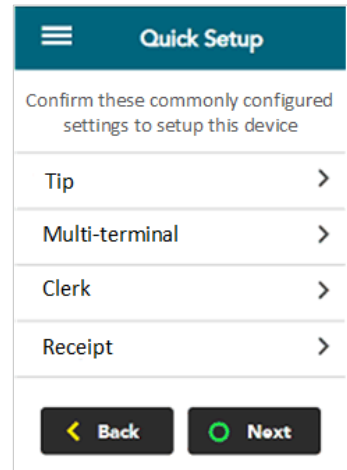 Quick Setup
Confirm these commonly configured
settings to setup this device
Tip
Multi-terminal
Clerk
Receipt
Back
Next